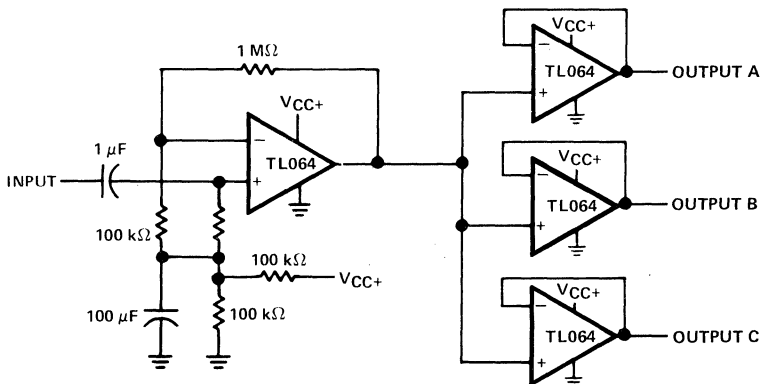 1 MΩ
VCC+
−
TL064
+
1 µF
INPUT
100 kΩ
100 kΩ
VCC+
100 µF
100 kΩ
VCC+
−
TL064
+
OUTPUT A
VCC+
−
TL064
+
OUTPUT B
VCC+
−
TL064
+
OUTPUT C